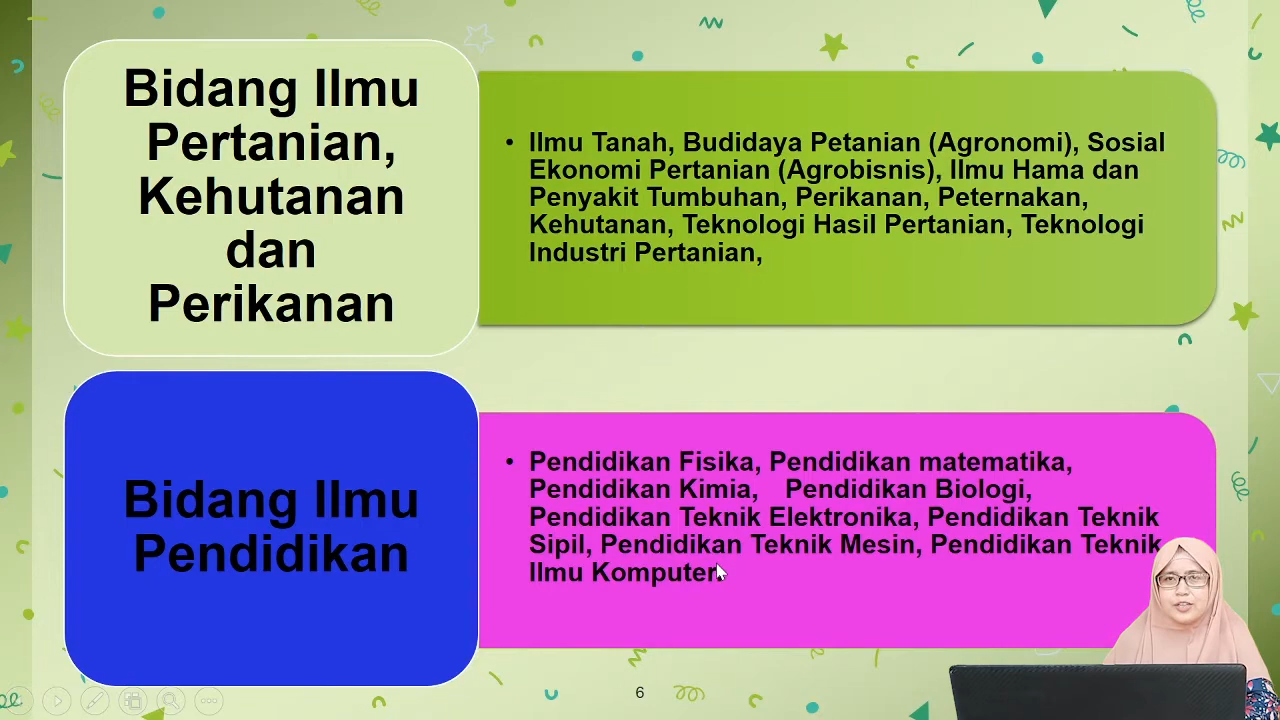 Bidang Ilmu
Pertanian,
Kehutanan
dan
Perikanan
• Ilmu Tanah, Budidaya Petanian (Agronomi), Sosial
Ekonomi Pertanian (Agrobisnis), Ilmu Hama dan
Penyakit Tumbuhan, Perikanan, Peternakan,
Kehutanan, Teknologi Hasil Pertanian, Teknologi
Industri Pertanian,
Bidang Ilmu
Pendidikan
• Pendidikan Fisika, Pendidikan matematika,
Pendidikan Kimia, Pendidikan Biologi,
Pendidikan Teknik Elektronika, Pendidikan Teknik
Sipil, Pendidikan Teknik Mesin, Pendidikan Teknik
Ilmu Komputer
6